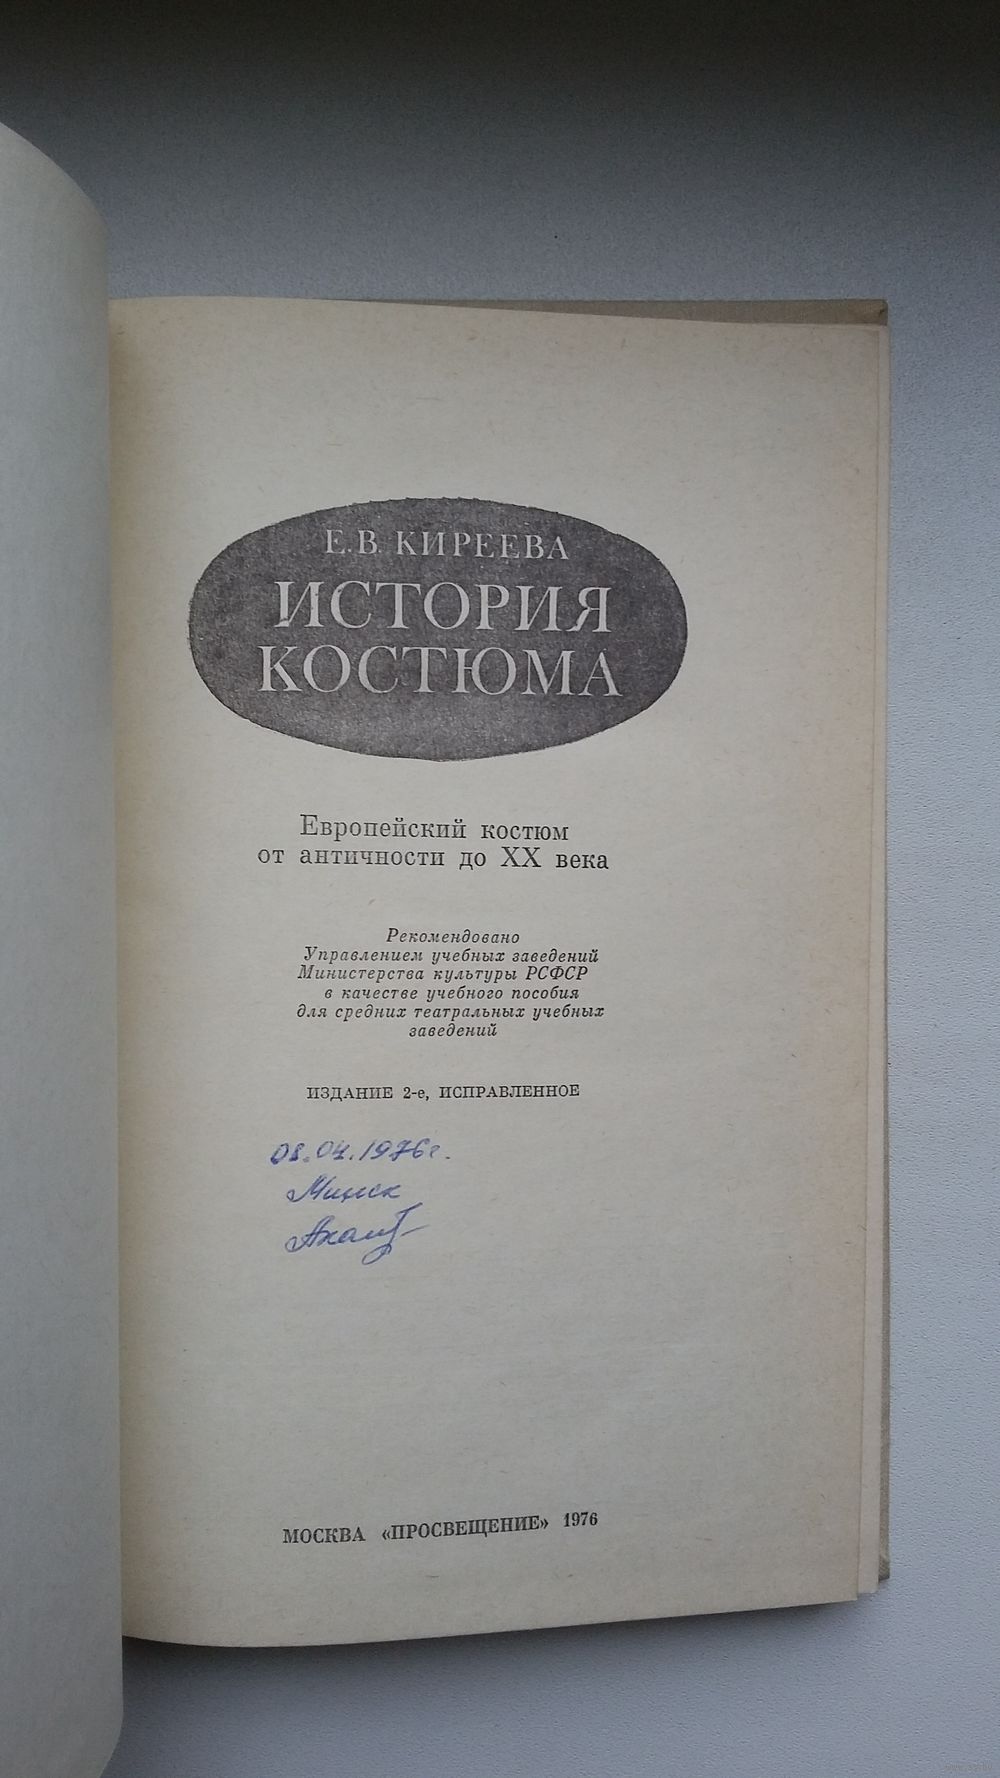 Е. В. КИРЕЕВА
ИСТОРИЯ
КОСТЮМА
Европейский костюм
от античности до XX века
Рекомендовано
Управлением учебных заведений
Министерства культуры РСФСР
в качестве учебного пособия
для средних театральных учебных
заведений
ИЗДАНИЕ 2-е, ИСПРАВЛЕННОЕ
08.04.1976г.
Минск
МОСКВА «ПРОСВЕЩЕНИЕ» 1976